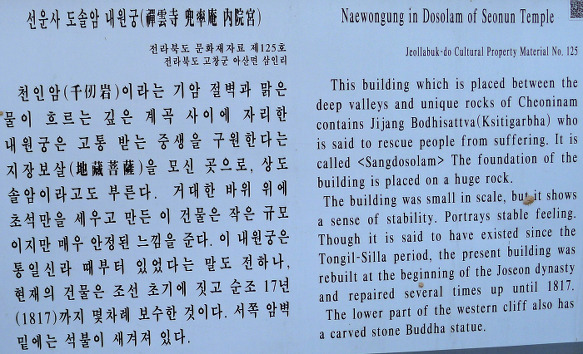 선운사 도솔암 내원궁(禪雲寺 兜率庵 內院宮)
전라북도 문화재자료 제125호
전라북도 고창군 아산면 삼인리
천인암(千仞岩)이라는 기암 절벽과 맑은
물이 흐르는 깊은 계곡 사이에 자리한
내원궁은 고통 받는 중생을 구원한다는
지장보살(地藏菩薩)을 모신 곳으로, 상도
솔암이라고도 부른다. 거대한 바위 위에
초석만을 세우고 만든 이 건물은 작은 규모
이지만 매우 안정된 느낌을 준다. 이 내원궁은
통일신라 때부터 있었다는 말도 전하나,
현재의 건물은 조선 초기에 짓고 순조 17년
(1817)까지 몇차례 보수한 것이다. 서쪽 암벽
밑에는 석불이 새겨져 있다.
Naewongung in Dosolam of Seonun Temple
Jeollabuk-do Cultural Property Material No. 125
This building which is placed between the
deep valleys and unique rocks of Cheoninam
contains Jijang Bodhisattva(Ksitigarbha) who
is said to rescue people from suffering. It is
called <Sangdosolam> The foundation of the
building is placed on a huge rock.
The building was small in scale, but it shows
a sense of stability. Portrays stable feeling.
Though it is said to have existed since the
Tongil-Silla period, the present building was
rebuilt at the beginning of the Joseon dynasty
and repaired several times up until 1817.
The lower part of the western cliff also has
a carved stone Buddha statue.